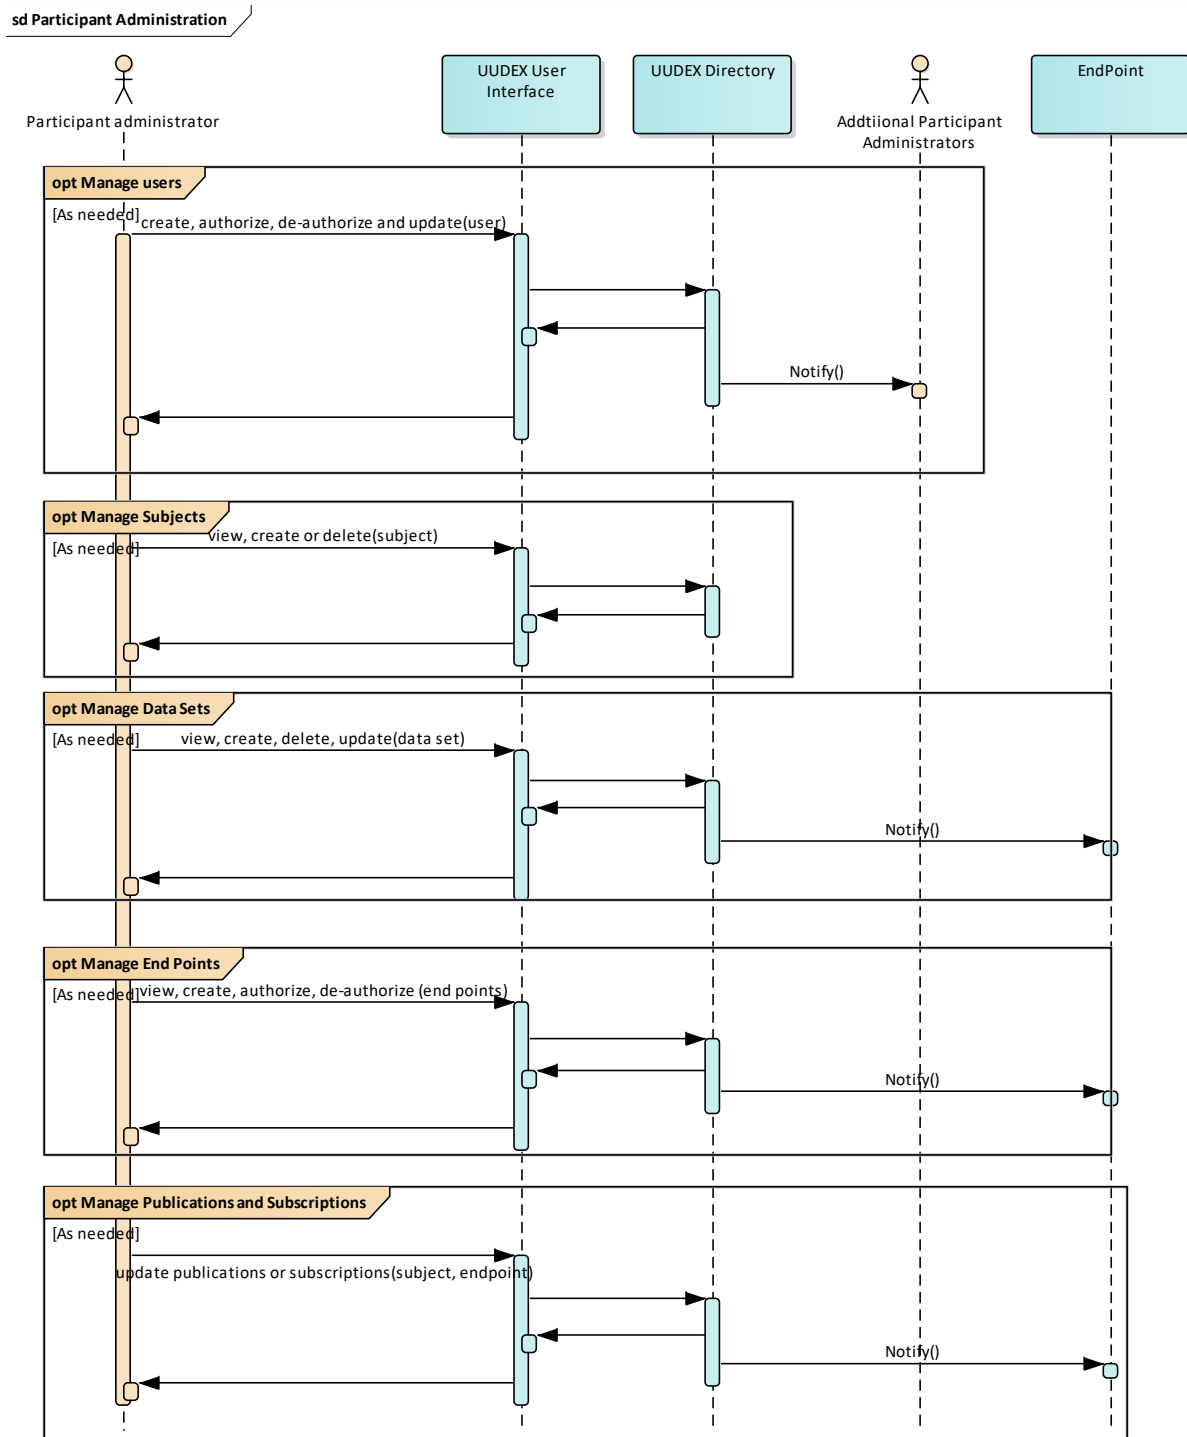 sd Participant Administration
Participant administrator
UUDEX User
Interface
UUDEX Directory
Addtiional Participant
Administrators
EndPoint
opt Manage users
[As needed]
create, authorize, de-authorize and update(user)
Notify()
opt Manage Subjects
[As needed]
view, create or delete(subject)
opt Manage Data Sets
[As needed]
view, create, delete, update(data set)
Notify()
opt Manage End Points
[As needed]
view, create, authorize, de-authorize (end points)
Notify()
opt Manage Publications and Subscriptions
[As needed]
update publications or subscriptions(subject, endpoint)
Notify()